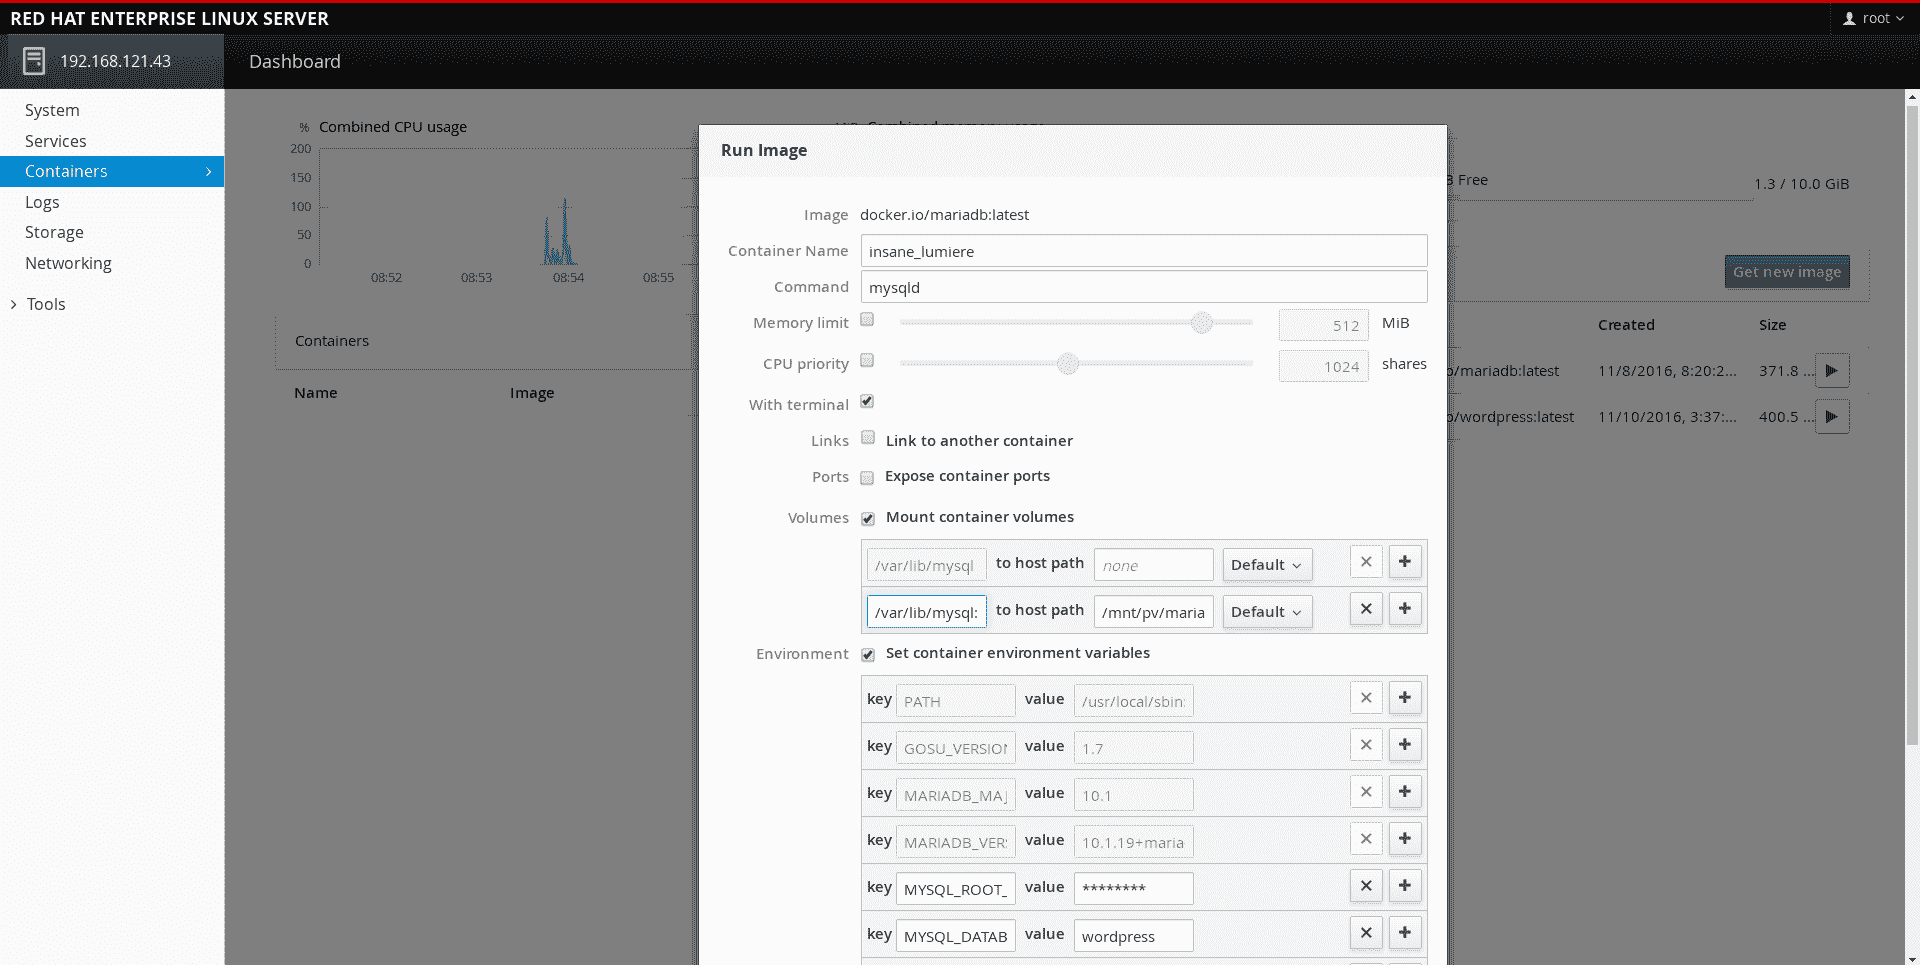 RED HAT ENTERPRISE LINUX SERVER
root
192.168.121.43
Dashboard
System
Services
Containers
Logs
Storage
Networking
Tools
% Combined CPU usage
200
150
100
50
0
08:52 08:53 08:54 08:55
Containers
Name Image
Run Image
Image docker.io/mariadb:latest
Container Name insane_lumiere
Command mysqld
Memory limit 512 MiB
CPU priority 1024 shares
With terminal
Links Link to another container
Ports Expose container ports
Volumes Mount container volumes
/var/lib/mysql to host path none Default
/var/lib/mysql: to host path /mnt/pv/maria Default
Environment Set container environment variables
key PATH value /usr/local/sbin:
key GOSU_VERSION value 1.7
key MARIADB_MAJ value 10.1
key MARIADB_VER value 10.1.19+maria
key MYSQL_ROOT_ value ********
key MYSQL_DATAB value wordpress
Free
1.3 / 10.0 GiB
Get new image
Created Size
/mariadb:latest 11/8/2016, 8:20:2... 371.8 ...
/wordpress:latest 11/10/2016, 3:37:... 400.5 ...